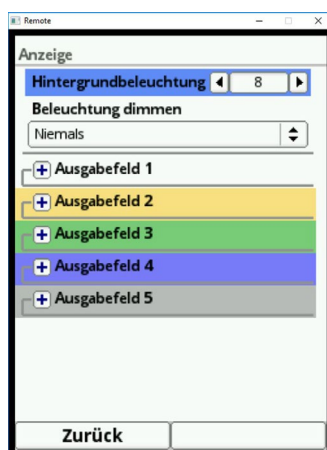 Remote
Anzeige
Hintergrundbeleuchtung 8
Beleuchtung dimmen
Niemals
Ausgabefeld 1
Ausgabefeld 2
Ausgabefeld 3
Ausgabefeld 4
Ausgabefeld 5
Zurück